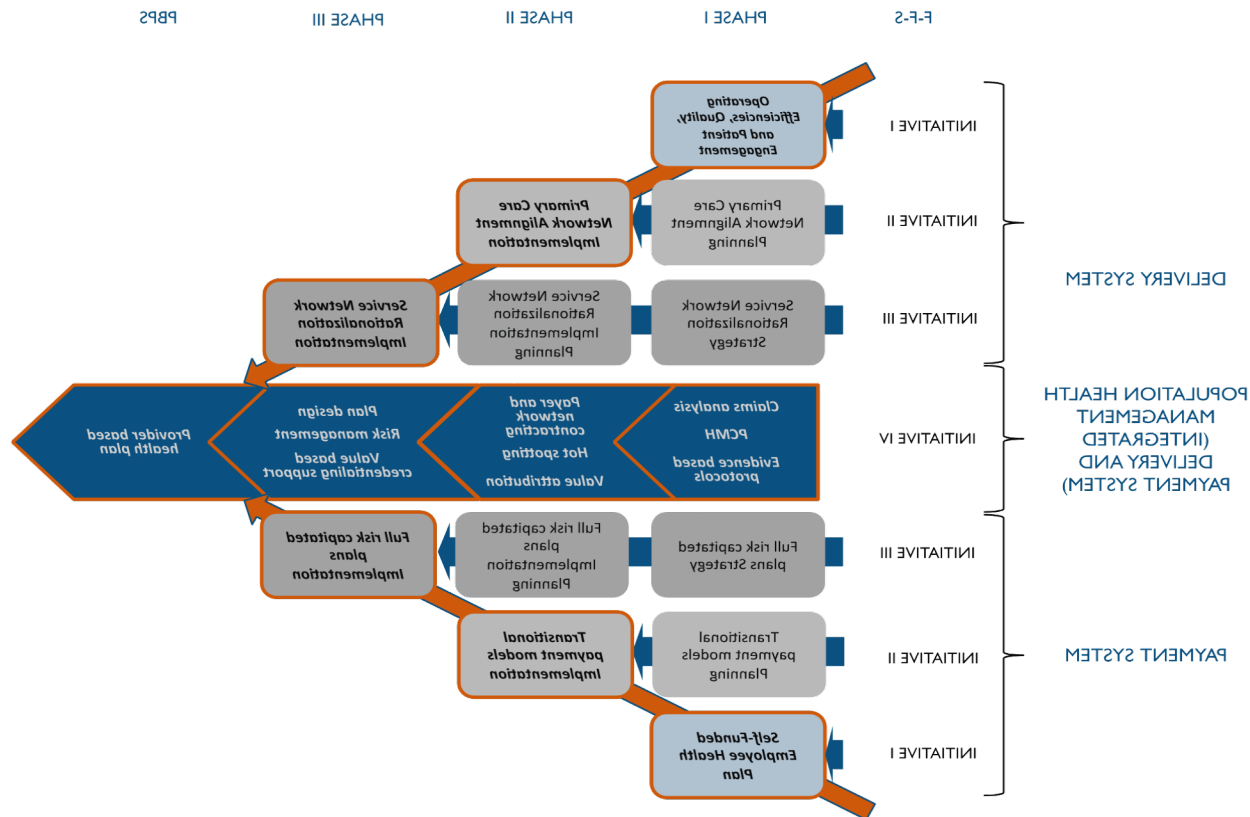 F-F-S
PHASE I
PHASE II
PHASE III
PBPS
DELIVERY SYSTEM
INITIATIVE I
Operating
Efficiencies, Quality,
and Patient
Engagement
INITIATIVE II
Primary Care
Network Alignment
Planning
Primary Care
Network Alignment
Implementation
INITIATIVE III
Service Network
Rationalization
Strategy
Service Network
Rationalization
Implementation
Planning
Service Network
Rationalization
Implementation
POPULATION HEALTH
MANAGEMENT
(INTEGRATED
DELIVERY AND
PAYMENT SYSTEM)
INITIATIVE IV
Claims analysis
PCMH
Evidence based
protocols
Payer and
network
contracting
Hot spotting
Value attribution
Plan design
Risk management
Value based
credentialing support
Provider based
health plan
PAYMENT SYSTEM
INITIATIVE III
Full risk capitated
plans Strategy
Full risk capitated
plans
Implementation
Planning
Full risk capitated
plans
Implementation
INITIATIVE II
Transitional
payment models
Planning
Transitional
payment models
Implementation
INITIATIVE I
Self-Funded
Employee Health
Plan